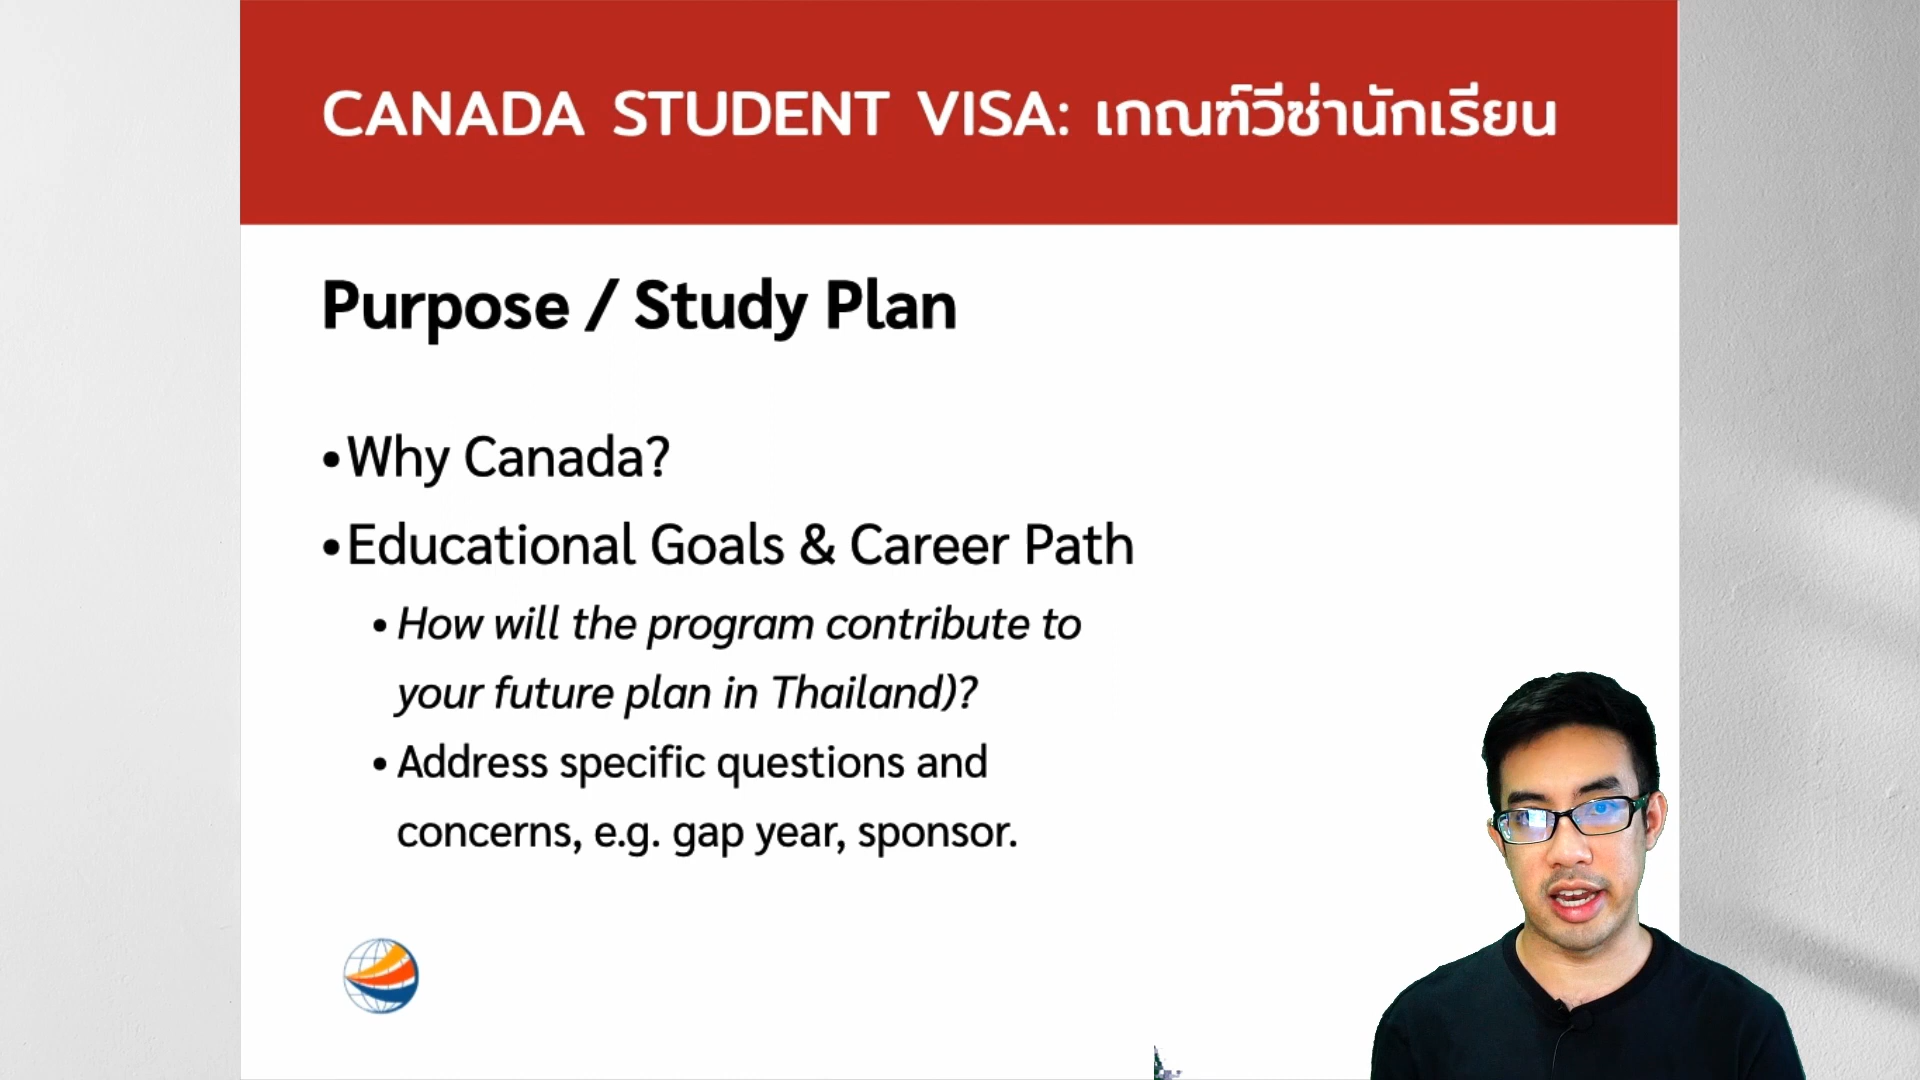 CANADA STUDENT VISA: เกณฑ์วีซ่านักเรียน
Purpose / Study Plan
•Why Canada?
•Educational Goals & Career Path
• How will the program contribute to
your future plan in Thailand)?
• Address specific questions and
concerns, e.g. gap year, sponsor.